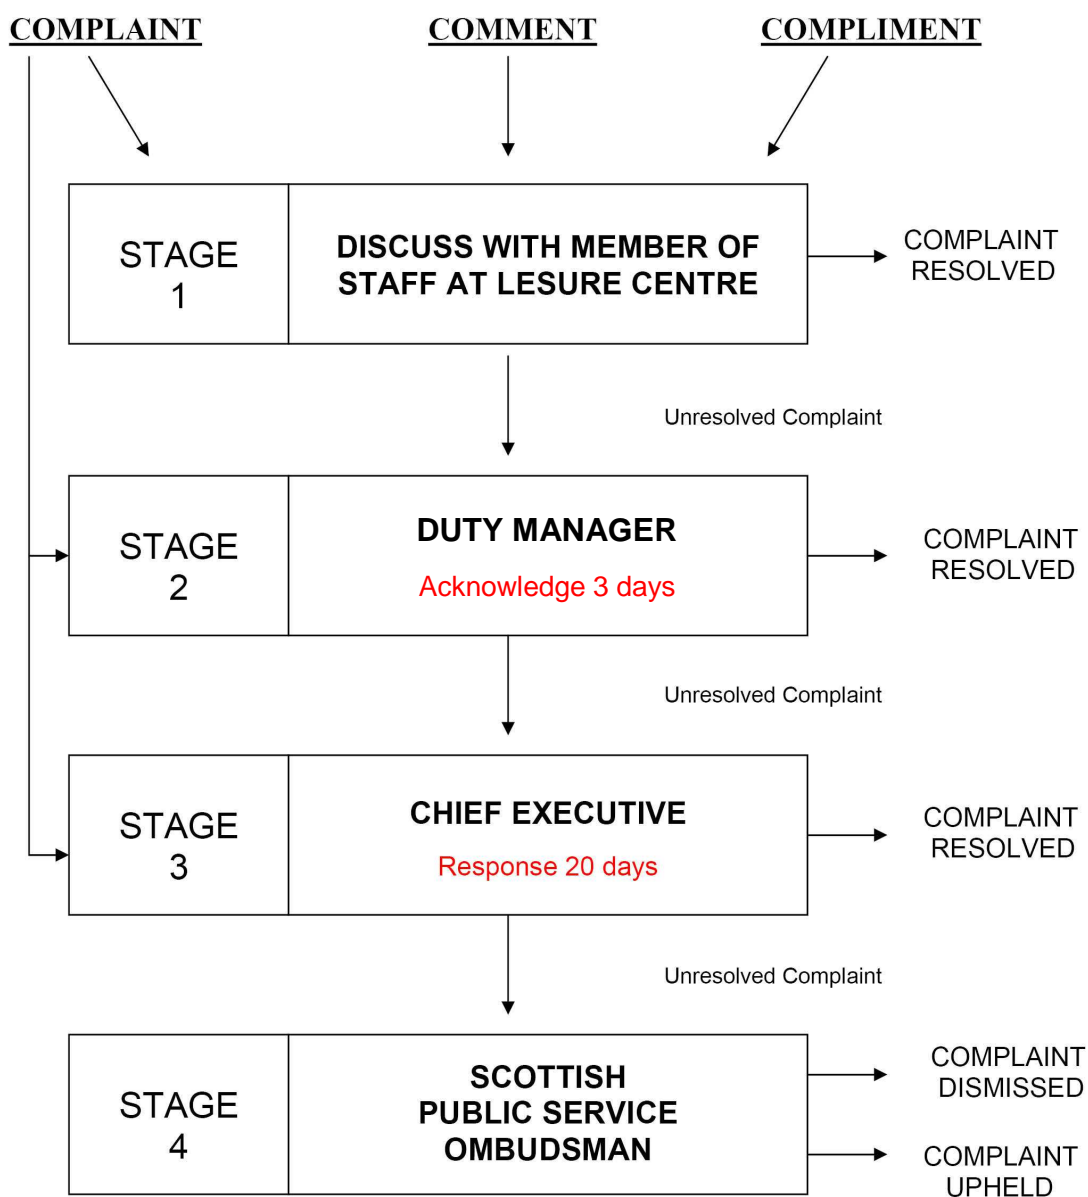 COMPLAINT
COMMENT
COMPLIMENT
STAGE
1
DISCUSS WITH MEMBER OF
STAFF AT LESURE CENTRE
COMPLAINT
RESOLVED
Unresolved Complaint
STAGE
2
DUTY MANAGER
Acknowledge 3 days
COMPLAINT
RESOLVED
Unresolved Complaint
STAGE
3
CHIEF EXECUTIVE
Response 20 days
COMPLAINT
RESOLVED
Unresolved Complaint
STAGE
4
SCOTTISH
PUBLIC SERVICE
OMBUDSMAN
COMPLAINT
DISMISSED
COMPLAINT
UPHELD